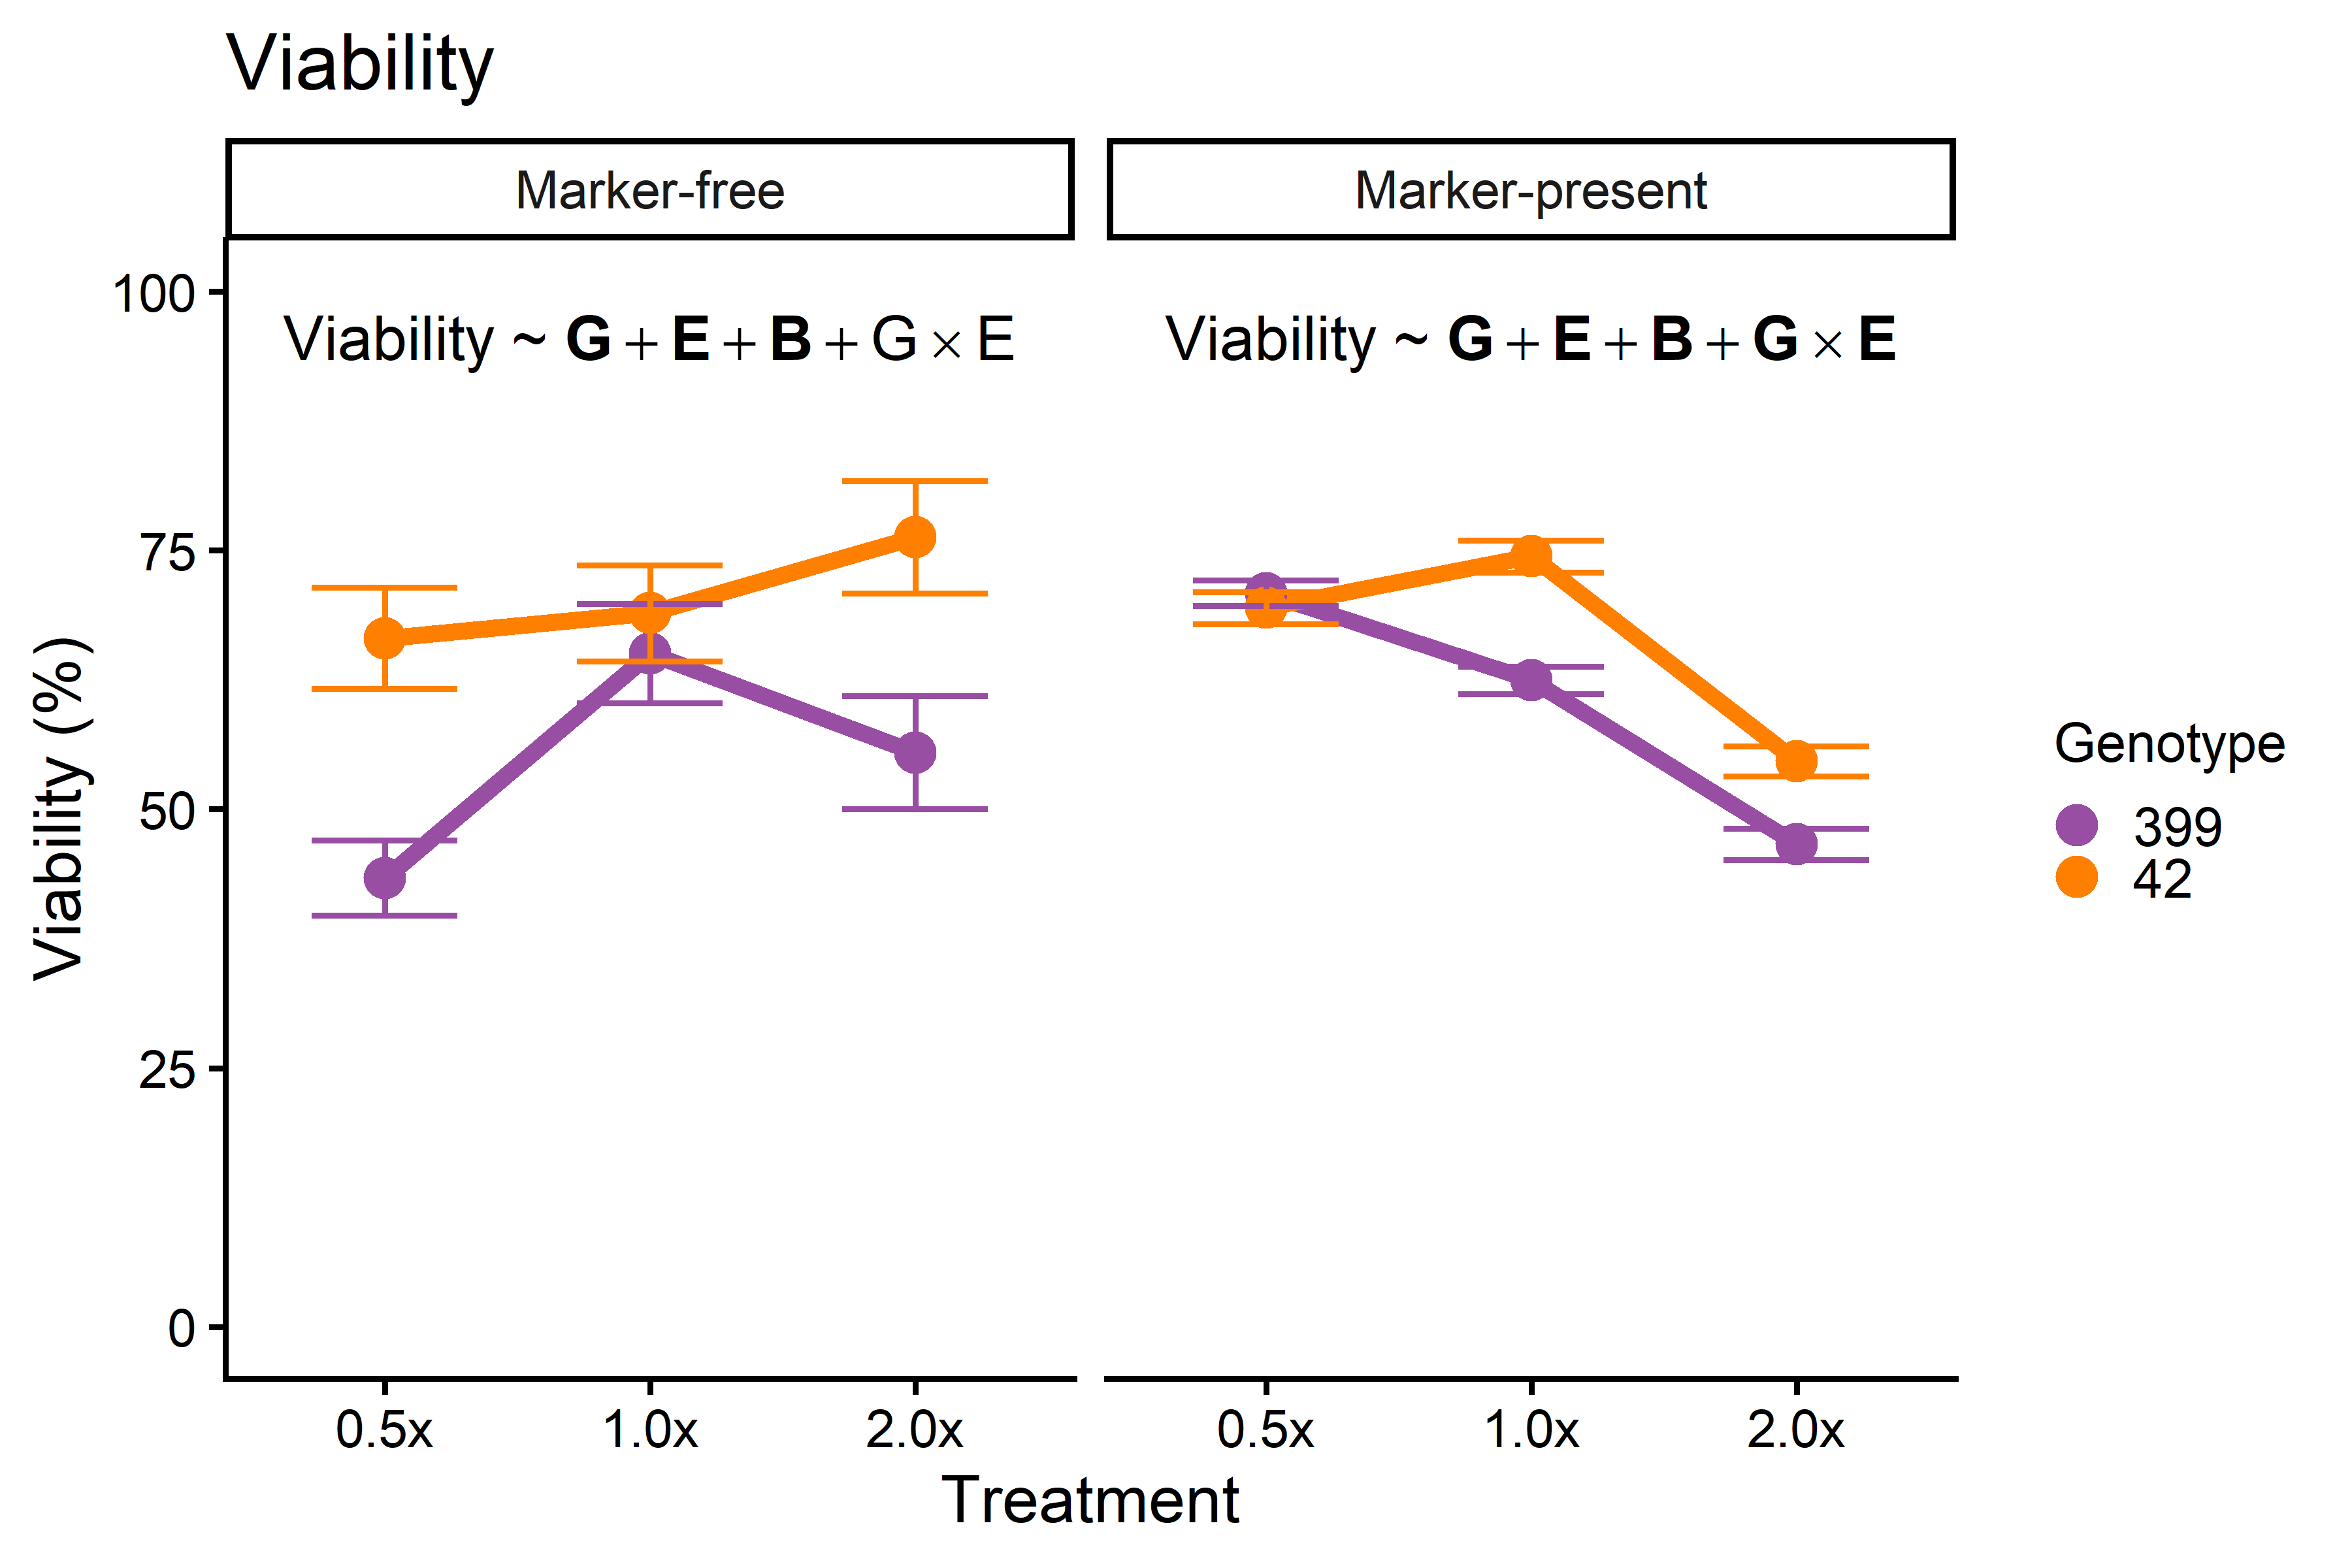 Viability
Marker-free
Marker-present
Viability ~ G + E + B + G × E
Viability ~ G + E + B + G × E
Viability (%)
100
75
50
25
0
0.5x 1.0x 2.0x
0.5x 1.0x 2.0x
Treatment
Genotype
399
42